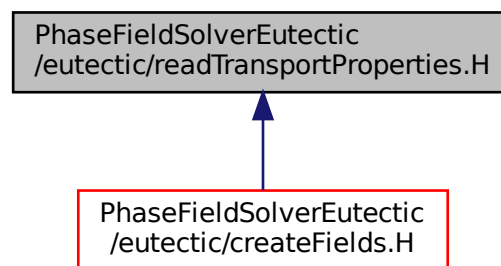 PhaseFieldSolverEutectic
/eutectic/readTransportProperties.H
PhaseFieldSolverEutectic
/eutectic/createFields.H